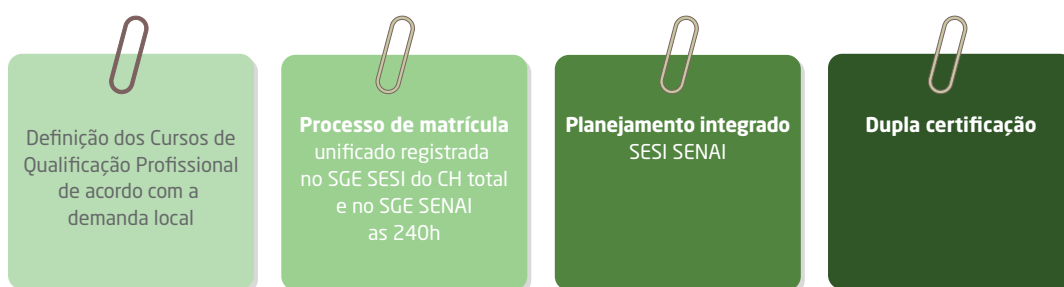 Definição dos Cursos de
Qualificação Profissional
de acordo com a
demanda local
Processo de matrícula
unificado registrada
no SGE SESI do CH total
e no SGE SENAI
as 240h
Planejamento integrado
SESI SENAI
Dupla certificação